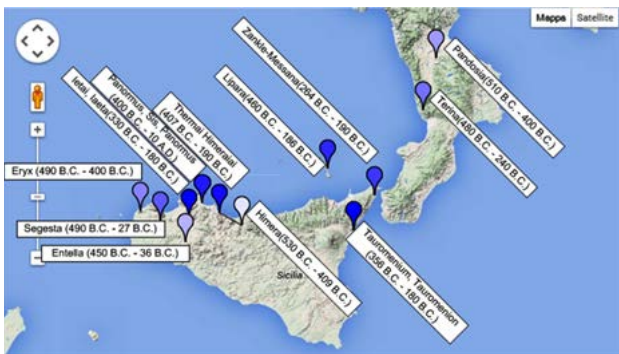 Mappa
Satellite
Pandosia(510 B.C. - 400 B.C.)
Zankle-Messana(264 B.C. - 190 B.C.)
Terina(480 B.C. - 240 B.C.)
Lipara(460 B.C. - 186 B.C.)
Thermai Himeraiai
(407 B.C. - 190 B.C.)
Panormus, Sis, Panormus
(400 B.C. - 10 A.D.)
Ietai, Iaeta(330 B.C. - 180 B.C.)
Eryx (490 B.C. - 400 B.C.)
Segesta (490 B.C. - 27 B.C.)
Entella (450 B.C. - 36 B.C.)
Himera(530 B.C. - 409 B.C.)
Sicilia
Tauromenium, Tauromenion
(356 B.C. - 180 B.C.)